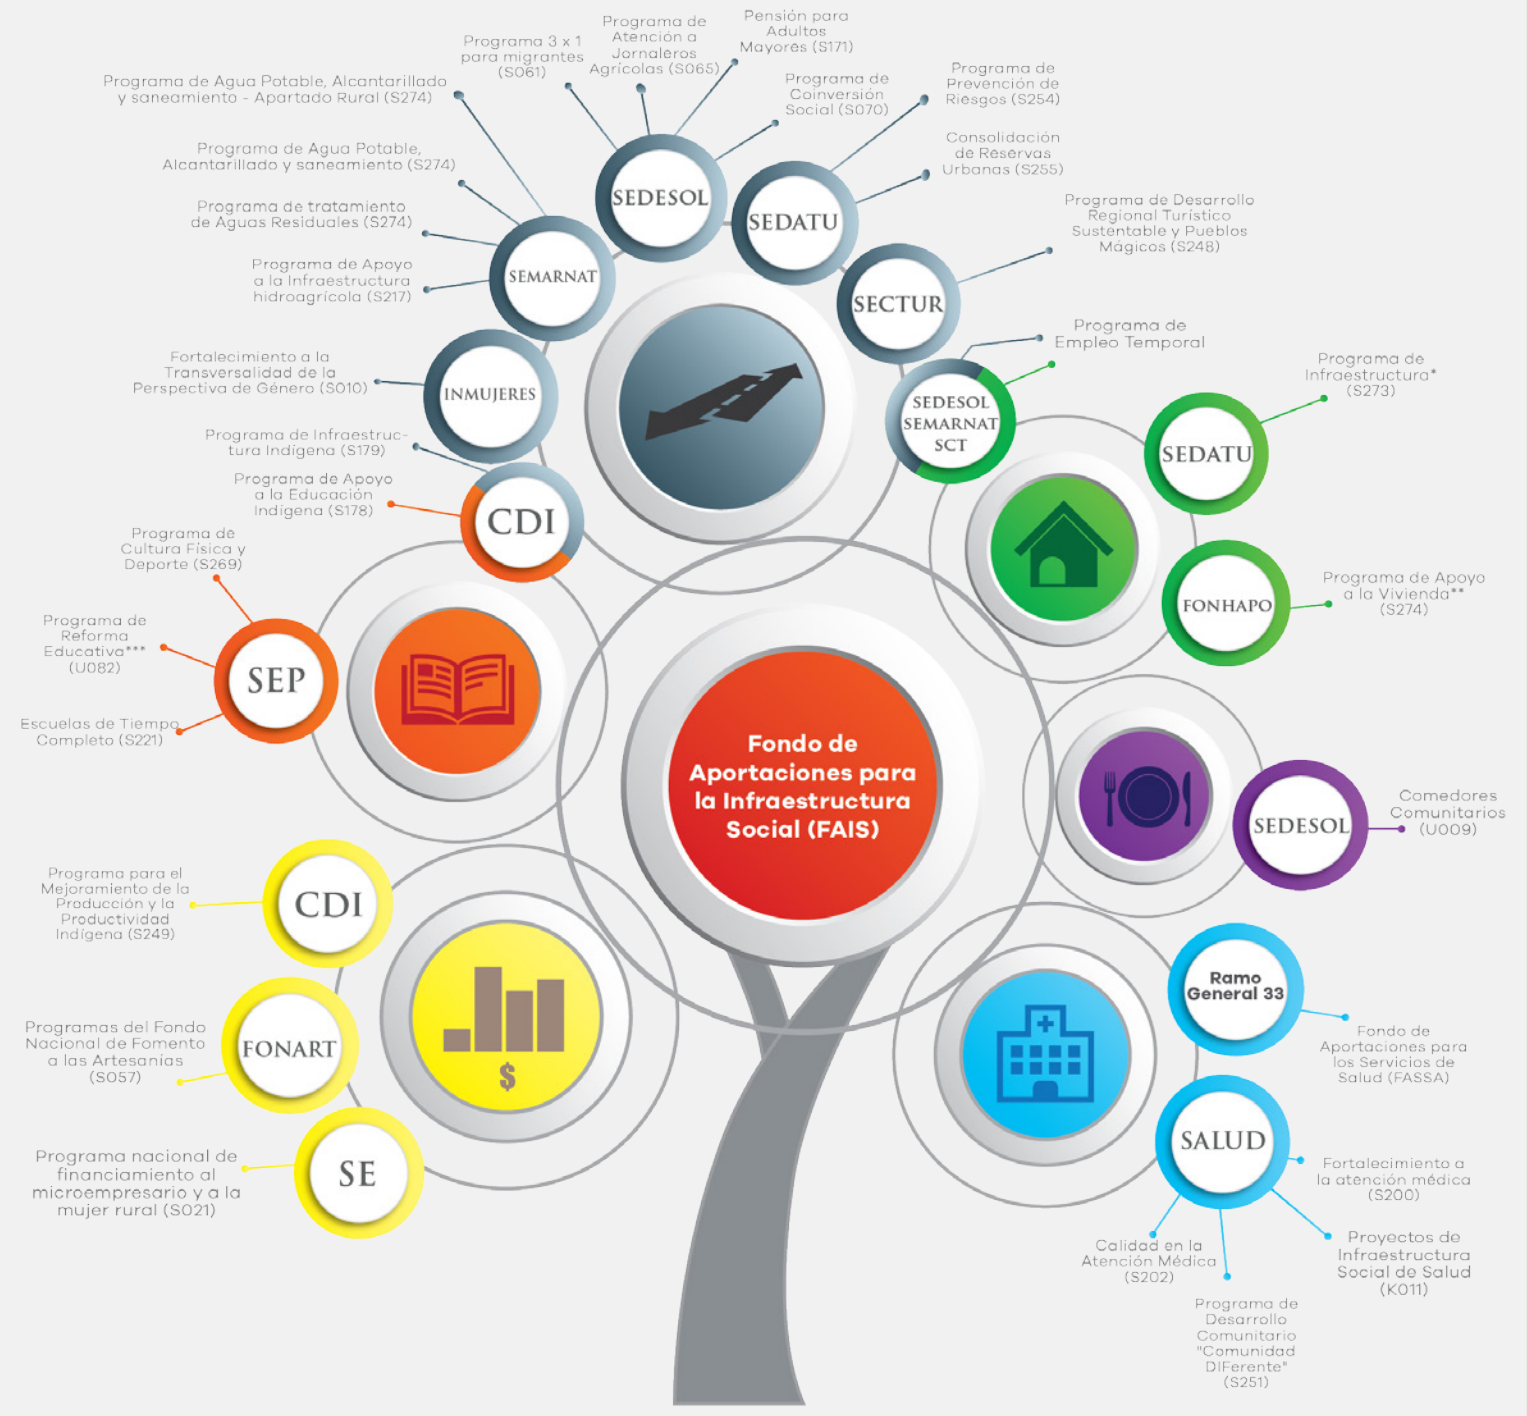 Programa 3 x 1
para migrantes
(S061)
Programa de
Atención a
Jornaleros
Agrícolas (S065)
Pensión para
Adultos
Mayores (S171)
Programa de
Coinversión
Social (S070)
Programa de
Prevención de
Riesgos (S254)
Consolidación
de Reservas
Urbanas (S255)
Programa de Desarrollo
Regional Turístico
Sustentable y Pueblos
Mágicos (S248)
Programa de
Empleo Temporal
Programa de Agua Potable, Alcantarillado
y saneamiento - Apartado Rural (S274)
Programa de Agua Potable,
Alcantarillado y saneamiento (S274)
Programa de tratamiento
de Aguas Residuales (S274)
Programa de Apoyo
a la Infraestructura
hidroagrícola (S217)
Fortalecimiento a la
Transversalidad de la
Perspectiva de Género (S010)
Programa de Infraestruc-
tura Indígena (S179)
Programa de Apoyo
a la Educación
Indígena (S178)
SEDESOL
SEDATU
SEMARNAT
SECTUR
INMUJERES
SEDESOL
SEMARNAT
SCT
CDI
Programa de
Infraestructura*
(S273)
SEDATU
FONHAPO
Programa de Apoyo
a la Vivienda**
(S274)
Programa de
Cultura Física y
Deporte (S269)
Programa de
Reforma
Educativa***
(U082)
Escuelas de Tiempo
Completo (S221)
SEP
Fondo de
Aportaciones para
la Infraestructura
Social (FAIS)
SEDESOL
Comedores
Comunitarios
(U009)
Programa para el
Mejoramiento de la
Producción y la
Productividad
Indígena (S249)
CDI
Programas del Fondo
Nacional de Fomento
a las Artesanías
(S057)
FONART
Programa nacional de
financiamiento al
microempresario y a la
mujer rural (S021)
SE
$
Ramo
General 33
Fondo de
Aportaciones para
los Servicios de
Salud (FASSA)
SALUD
Fortalecimiento a
la atención médica
(S200)
Proyectos de
Infraestructura
Social de Salud
(K011)
Calidad en la
Atención Médica
(S202)
Programa de
Desarrollo
Comunitario
"Comunidad
DIFerente"
(S251)